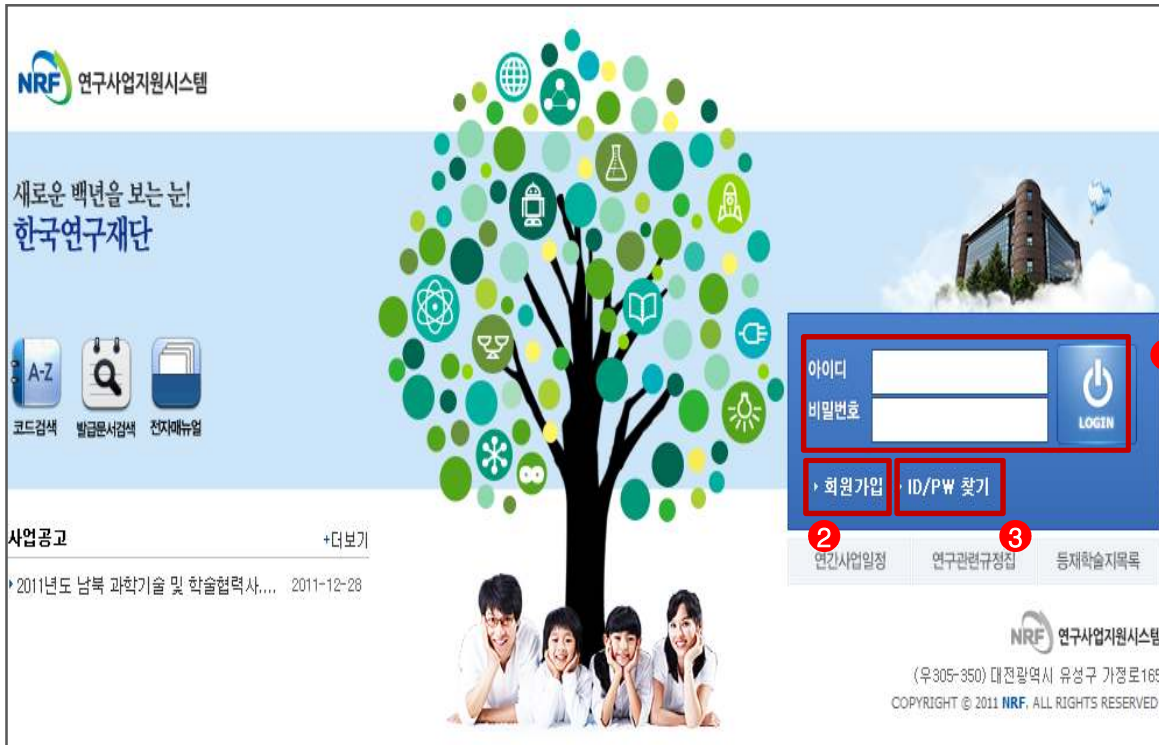 NRF 연구사업지원시스템
새로운 백년을 보는 눈!
한국연구재단
A-Z
코드검색 발급문서검색 전자매뉴얼
아이디
비밀번호
LOGIN
회원가입 ID/PW 찾기
2 3
사업공고 +더보기
2011년도 남북 과학기술 및 학술협력사.... 2011-12-28
연간사업일정 연구관련규정집 등재학술지목록
NRF 연구사업지원시스템
(우305-350) 대전광역시 유성구 가정로165
COPYRIGHT © 2011 NRF. ALL RIGHTS RESERVED